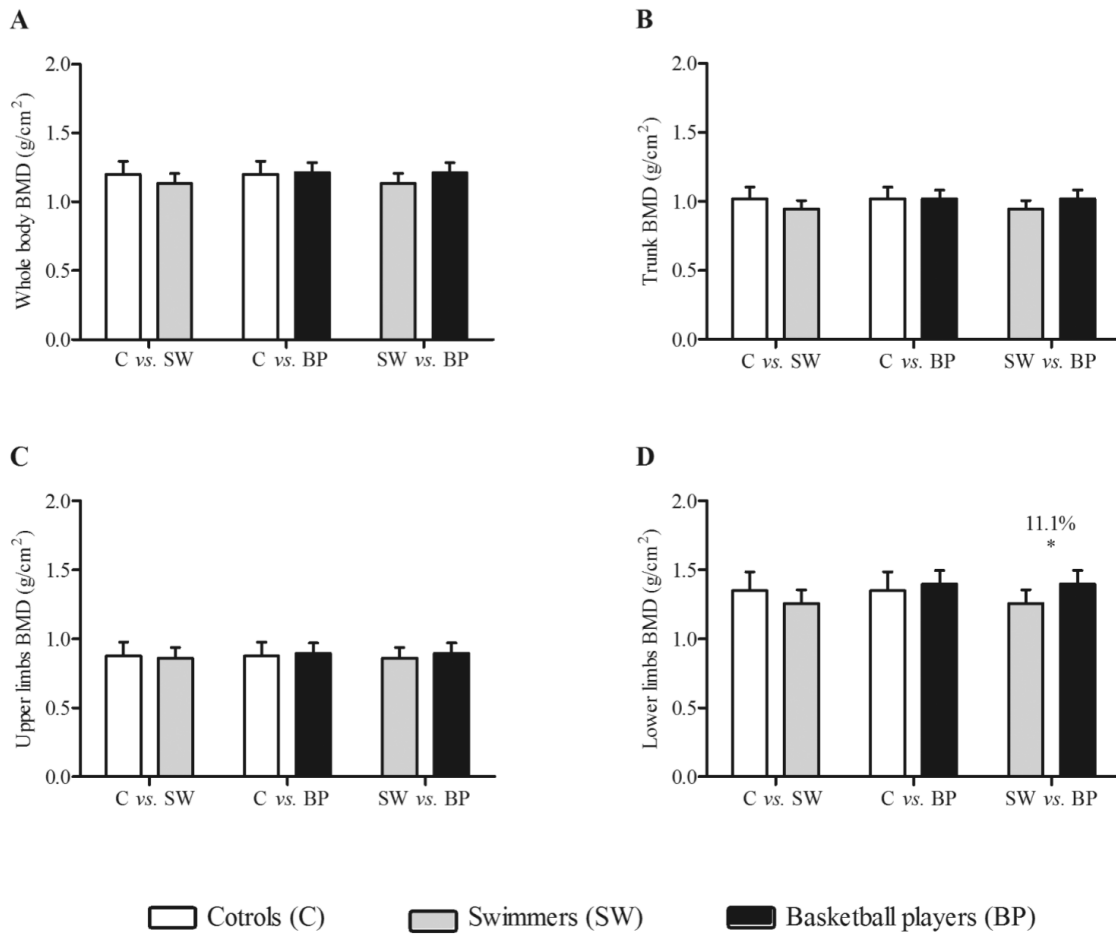 A
Whole body BMD (g/cm²)
2.0
1.5
1.0
0.5
0.0
C vs. SW
C vs. BP
SW vs. BP
B
Trunk BMD (g/cm²)
2.0
1.5
1.0
0.5
0.0
C vs. SW
C vs. BP
SW vs. BP
C
Upper limbs BMD (g/cm²)
2.0
1.5
1.0
0.5
0.0
C vs. SW
C vs. BP
SW vs. BP
D
Lower limbs BMD (g/cm²)
2.0
1.5
1.0
0.5
0.0
11.1%
*
C vs. SW
C vs. BP
SW vs. BP
Cotrols (C)
Swimmers (SW)
Basketball players (BP)